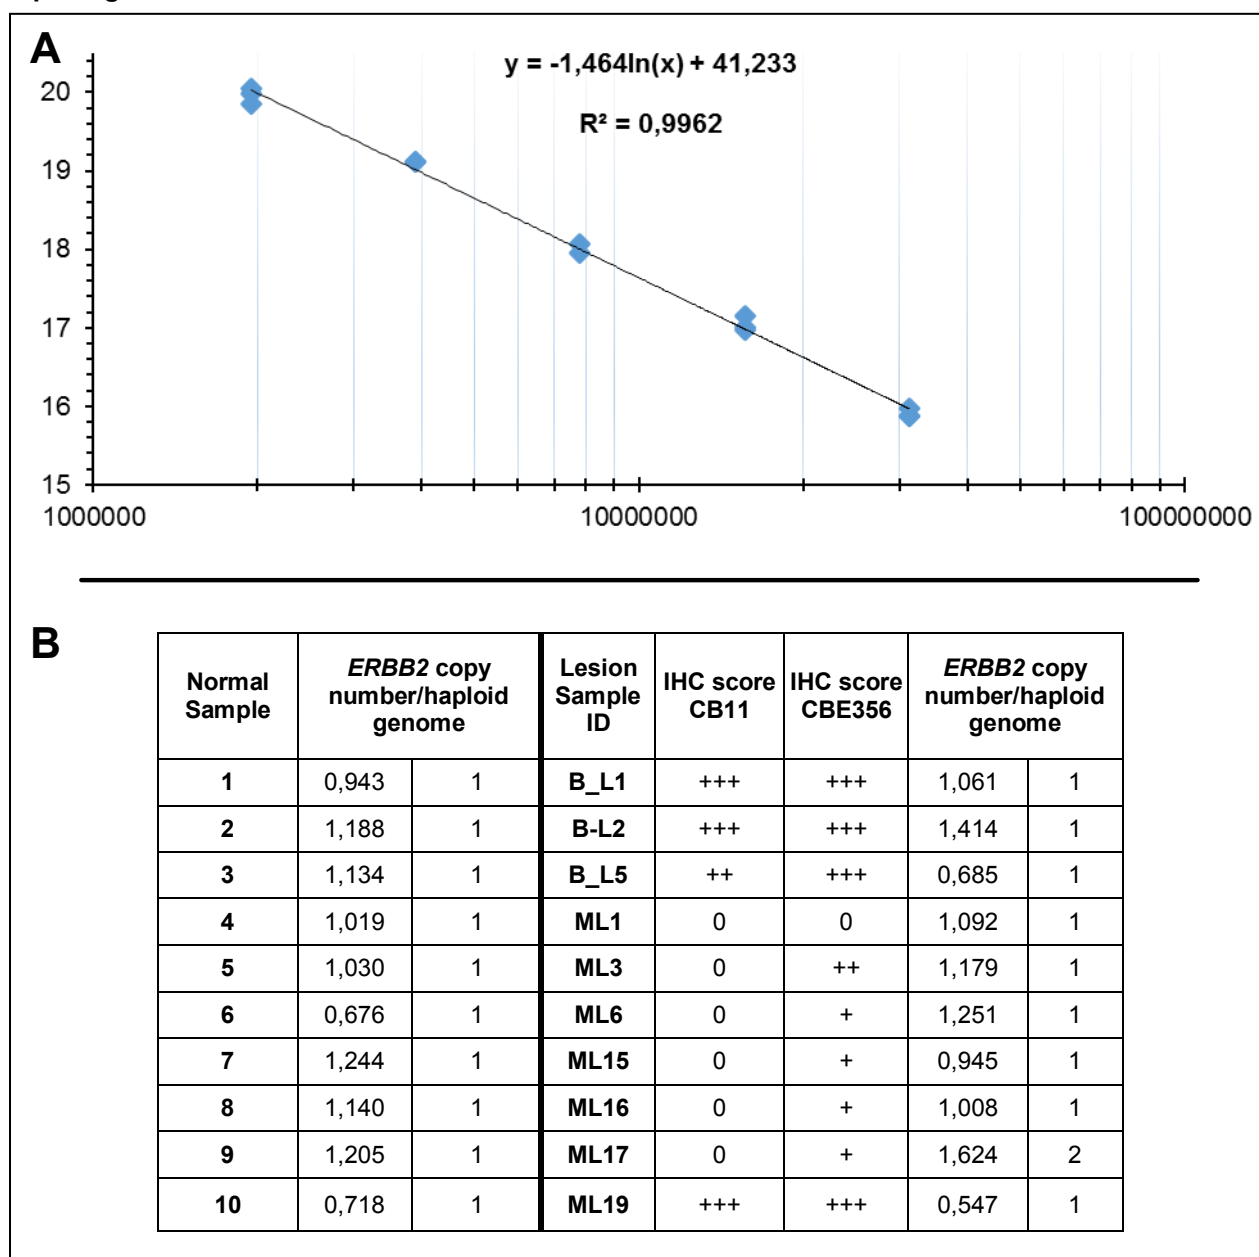 A
y = -1,464ln(x) + 41,233
R² = 0,9962
20
19
18
17
16
15
1000000 10000000 100000000
B
Normal Sample ERBB2 copy number/haploid genome Lesion Sample ID IHC score CB11 IHC score CBE356 ERBB2 copy number/haploid genome
1 0,943 1 B_L1 +++ +++ 1,061 1
2 1,188 1 B-L2 +++ +++ 1,414 1
3 1,134 1 B_L5 ++ +++ 0,685 1
4 1,019 1 ML1 0 0 1,092 1
5 1,030 1 ML3 0 ++ 1,179 1
6 0,676 1 ML6 0 + 1,251 1
7 1,244 1 ML15 0 + 0,945 1
8 1,140 1 ML16 0 + 1,008 1
9 1,205 1 ML17 0 + 1,624 2
10 0,718 1 ML19 +++ +++ 0,547 1